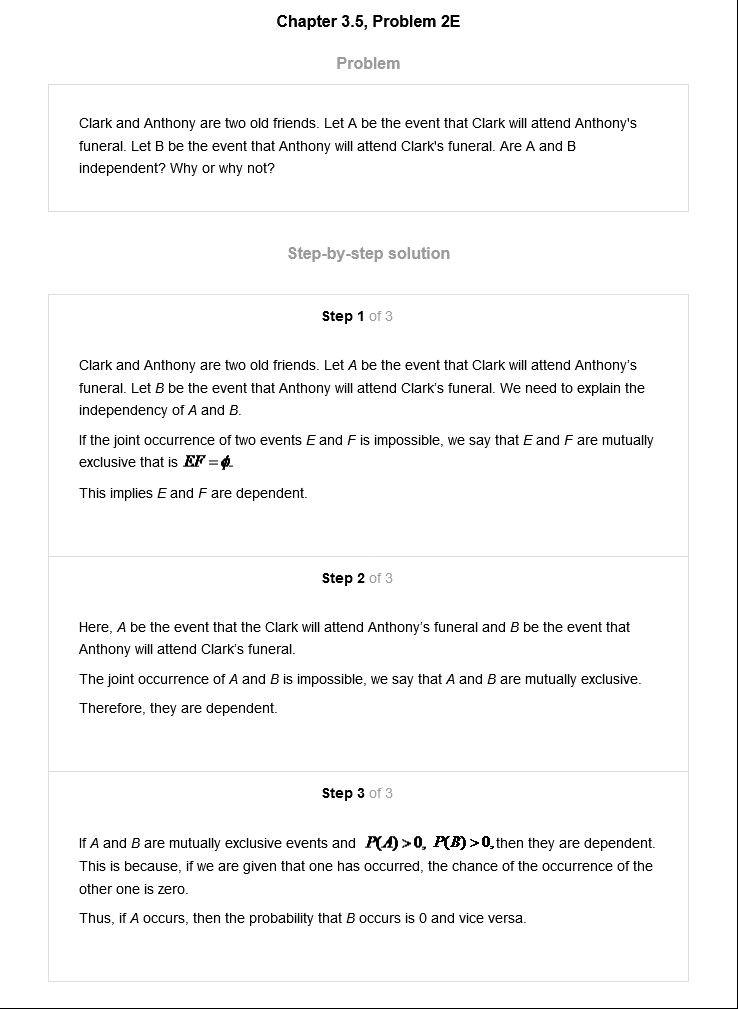 Chapter 3.5, Problem 2E
Problem
Clark and Anthony are two old friends. Let A be the event that Clark will attend Anthony's
funeral. Let B be the event that Anthony will attend Clark's funeral. Are A and B
independent? Why or why not?
Step-by-step solution
Step 1 of 3
Clark and Anthony are two old friends. Let A be the event that Clark will attend Anthony’s
funeral. Let B be the event that Anthony will attend Clark’s funeral. We need to explain the
independency of A and B.
If the joint occurrence of two events E and F is impossible, we say that E and F are mutually
exclusive that is EF = ϕ.
This implies E and F are dependent.
Step 2 of 3
Here, A be the event that the Clark will attend Anthony’s funeral and B be the event that
Anthony will attend Clark’s funeral.
The joint occurrence of A and B is impossible, we say that A and B are mutually exclusive.
Therefore, they are dependent.
Step 3 of 3
If A and B are mutually exclusive events and P(A) > 0, P(B) > 0, then they are dependent.
This is because, if we are given that one has occurred, the chance of the occurrence of the
other one is zero.
Thus, if A occurs, then the probability that B occurs is 0 and vice versa.